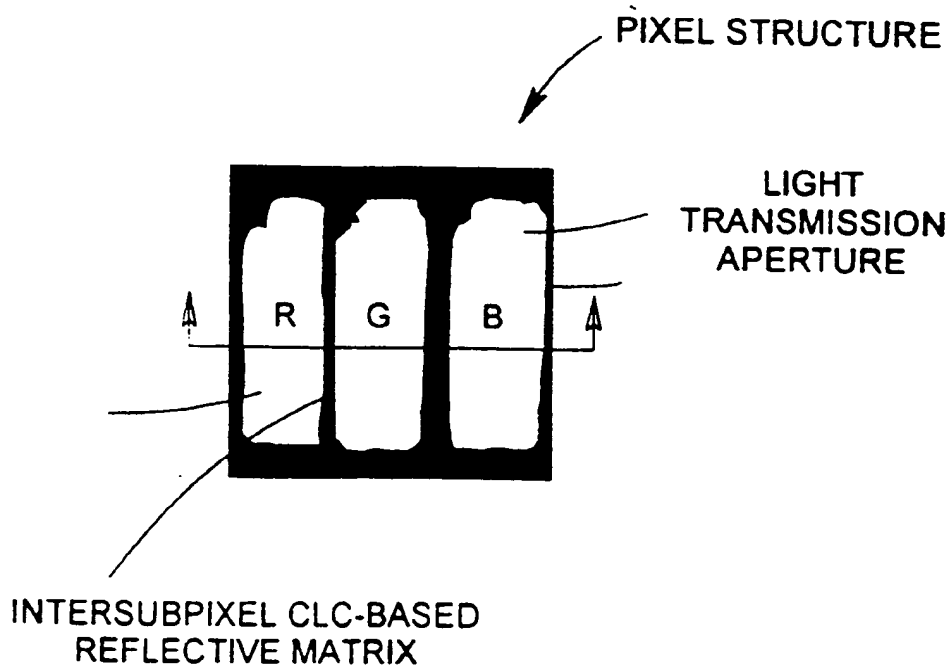 PIXEL STRUCTURE
LIGHT
TRANSMISSION
APERTURE
R G B
INTERSUBPIXEL CLC-BASED
REFLECTIVE MATRIX